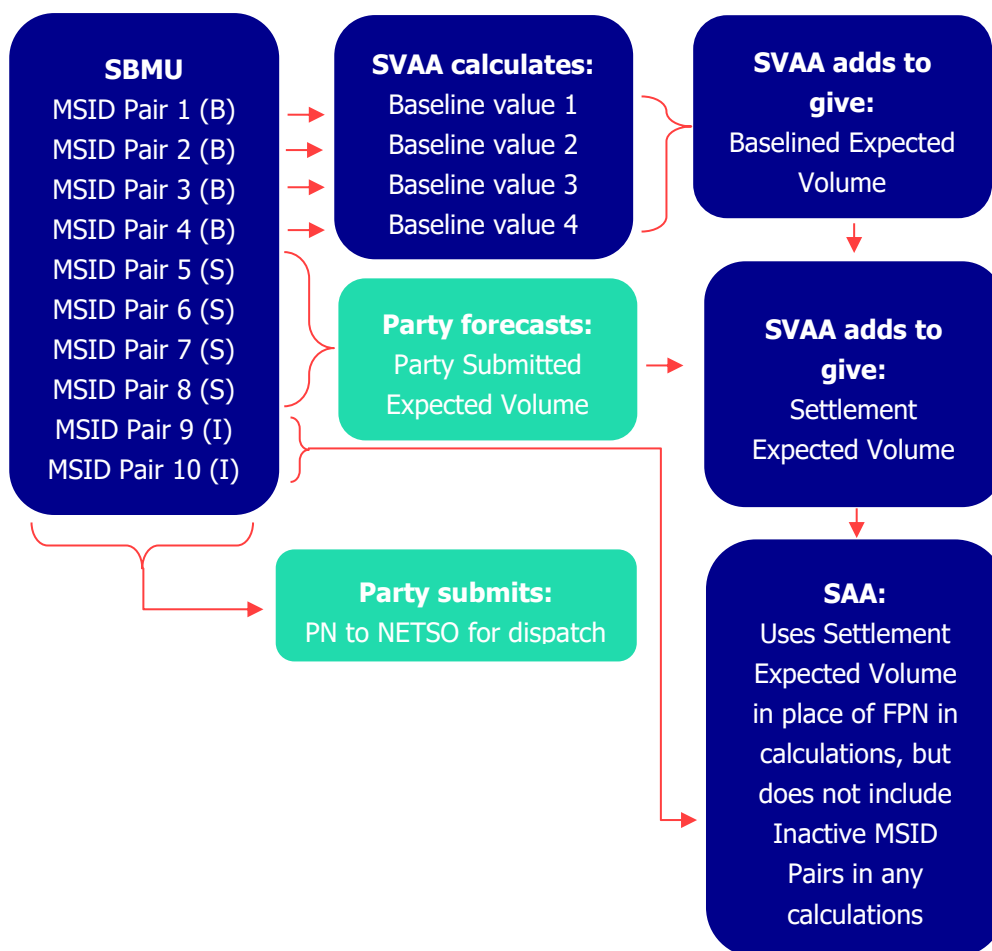 SBMU
MSID Pair 1 (B)
MSID Pair 2 (B)
MSID Pair 3 (B)
MSID Pair 4 (B)
MSID Pair 5 (S)
MSID Pair 6 (S)
MSID Pair 7 (S)
MSID Pair 8 (S)
MSID Pair 9 (I)
MSID Pair 10 (I)
SVAA calculates:
Baseline value 1
Baseline value 2
Baseline value 3
Baseline value 4
SVAA adds to
give:
Baselined Expected
Volume
Party forecasts:
Party Submitted
Expected Volume
SVAA adds to
give:
Settlement
Expected Volume
Party submits:
PN to NETSO for dispatch
SAA:
Uses Settlement
Expected Volume
in place of FPN in
calculations, but
does not include
Inactive MSID
Pairs in any
calculations